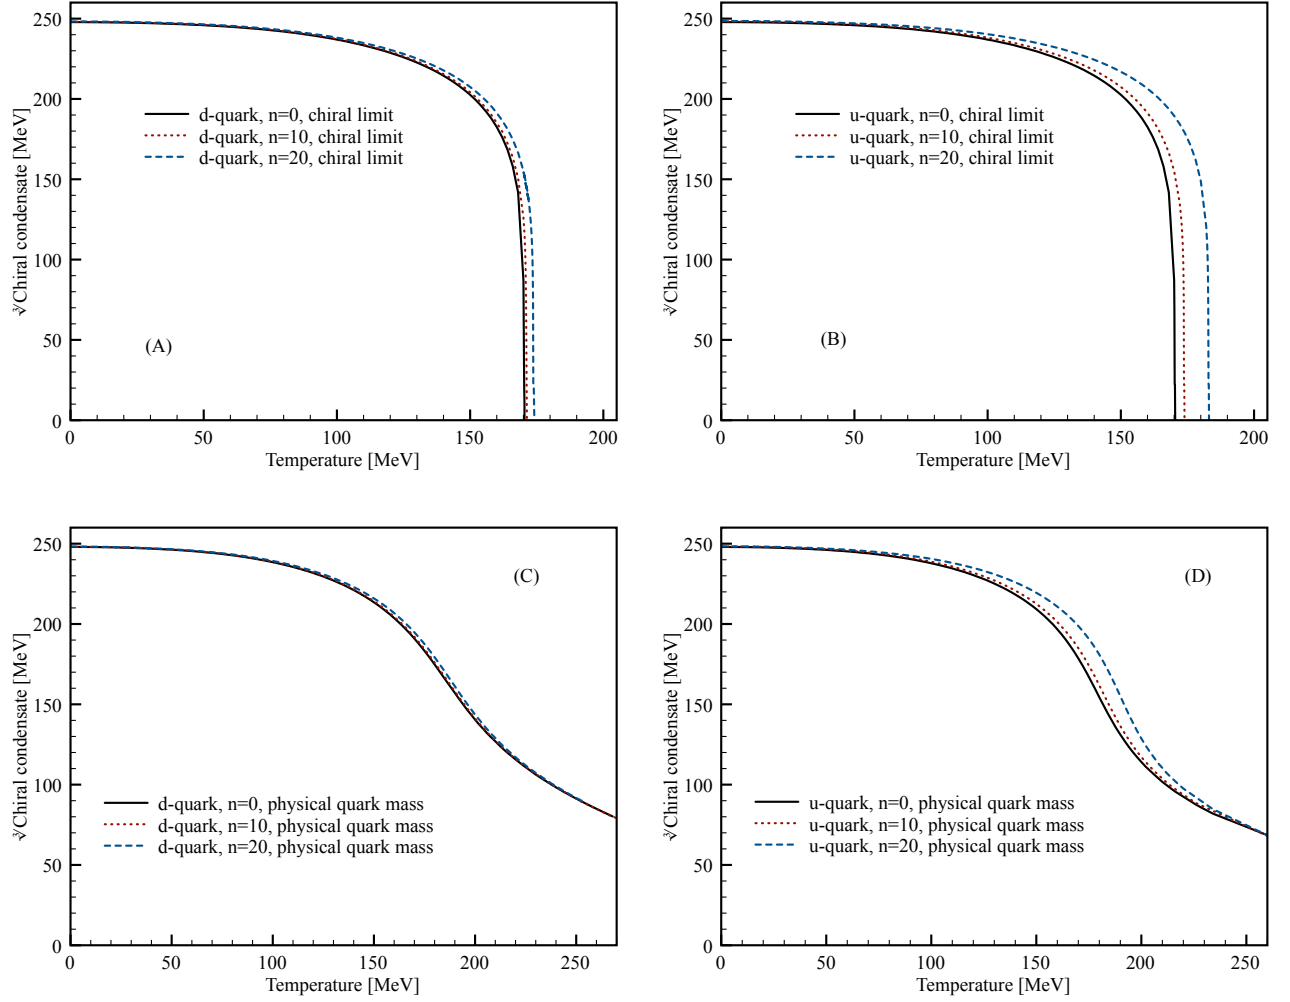 250
200
150
100
50
0
∛Chiral condensate [MeV]
d-quark, n=0, chiral limit
d-quark, n=10, chiral limit
d-quark, n=20, chiral limit
(A)
0 50 100 150 200
Temperature [MeV]
250
200
150
100
50
0
∛Chiral condensate [MeV]
u-quark, n=0, chiral limit
u-quark, n=10, chiral limit
u-quark, n=20, chiral limit
(B)
0 50 100 150 200
Temperature [MeV]
250
200
150
100
50
0
∛Chiral condensate [MeV]
(C)
d-quark, n=0, physical quark mass
d-quark, n=10, physical quark mass
d-quark, n=20, physical quark mass
0 50 100 150 200 250
Temperature [MeV]
250
200
150
100
50
0
∛Chiral condensate [MeV]
(D)
u-quark, n=0, physical quark mass
u-quark, n=10, physical quark mass
u-quark, n=20, physical quark mass
0 50 100 150 200 250
Temperature [MeV]